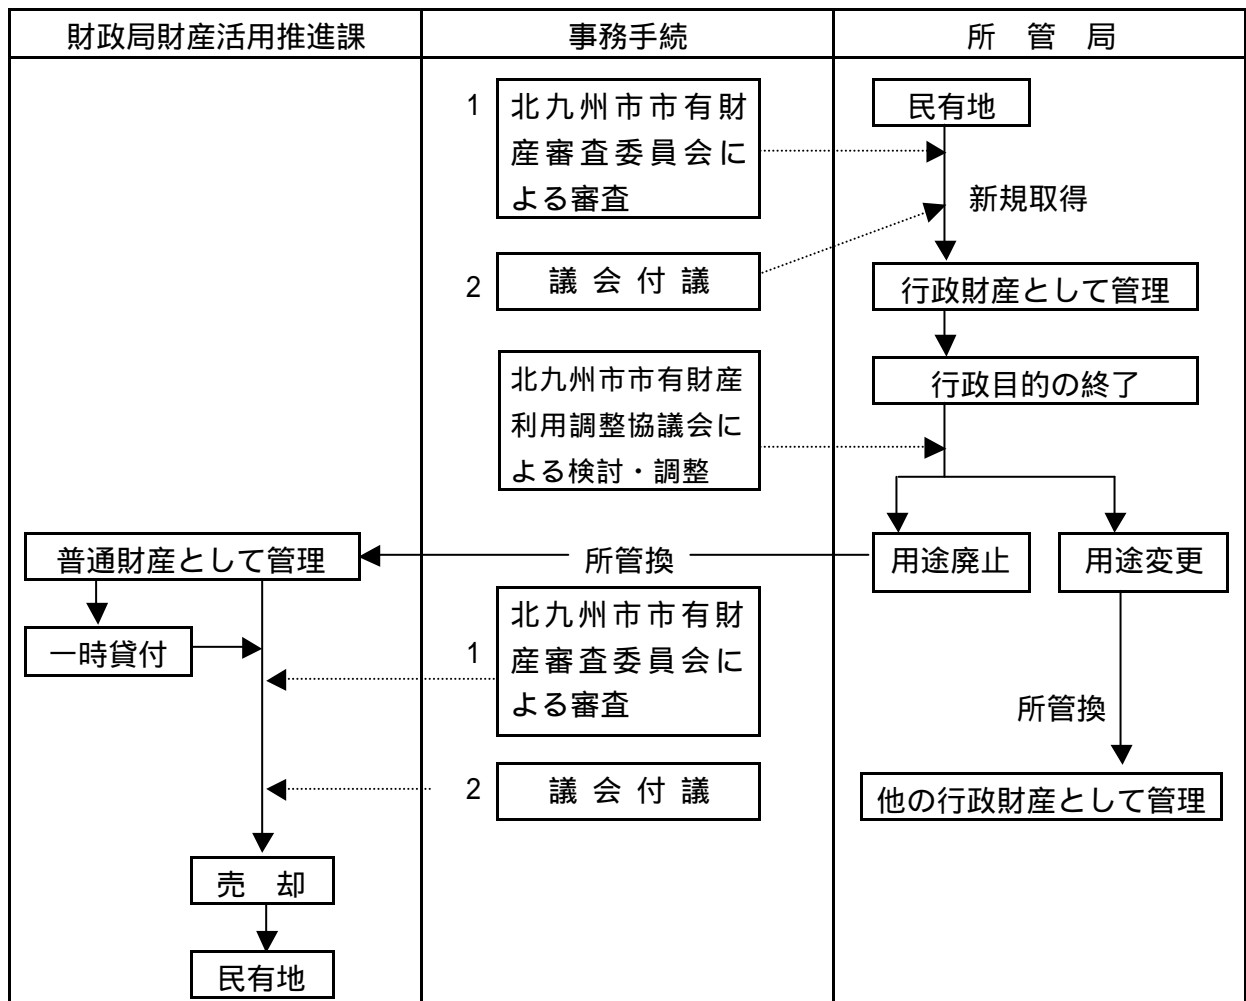 財政局財産活用推進課
事務手続
所　管　局
1
北九州市市有財
産審査委員会に
よる審査
民有地
新規取得
2
議 会 付 議
行政財産として管理
北九州市市有財産
利用調整協議会に
よる検討・調整
行政目的の終了
普通財産として管理
所管換
用途廃止
用途変更
一時貸付
1
北九州市市有財
産審査委員会に
よる審査
所管換
2
議 会 付 議
他の行政財産として管理
売　却
民有地